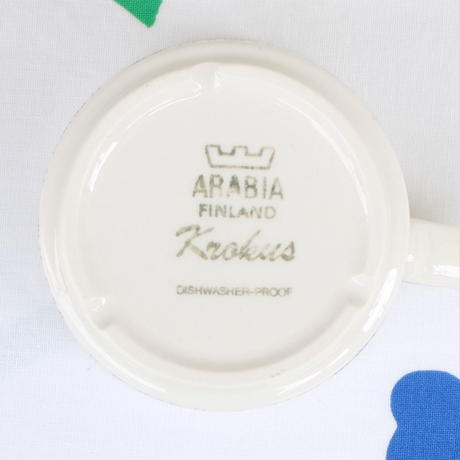 ARABIA
FINLAND
Krokus
DISHWASHER-PROOF